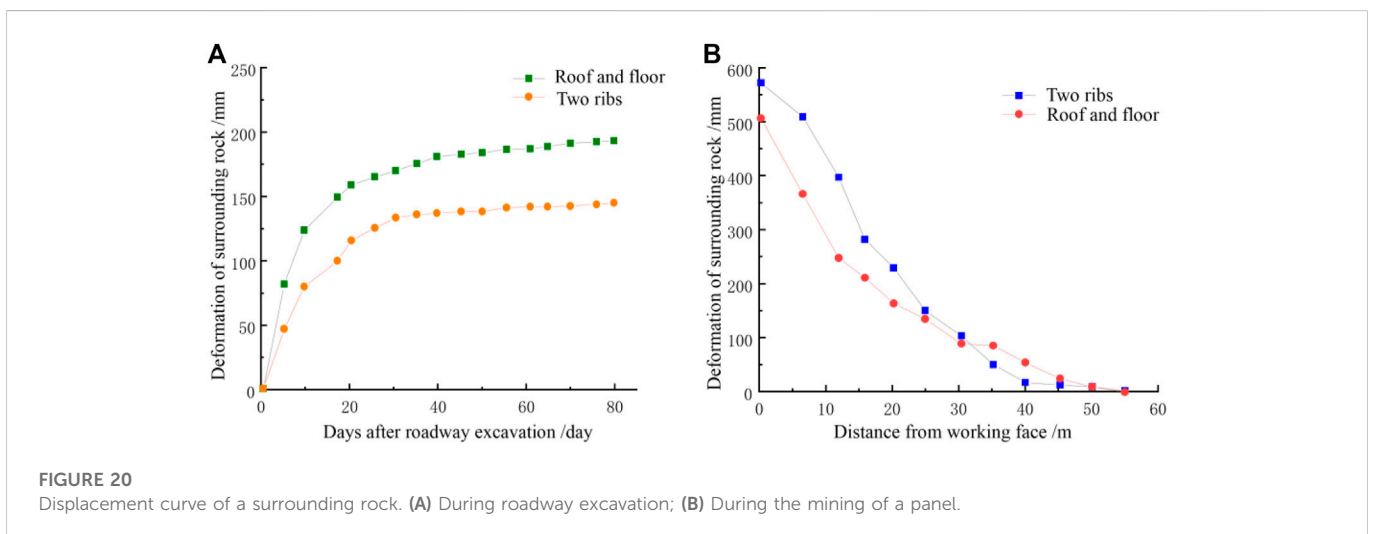 A
250
200
150
100
50
0
Deformation of surrounding rock /mm
Roof and floor
Two ribs
0 20 40 60 80
Days after roadway excavation /day
B
600
500
400
300
200
100
0
Deformation of surrounding rock /mm
Two ribs
Roof and floor
0 10 20 30 40 50 60
Distance from working face /m
FIGURE 20
Displacement curve of a surrounding rock. (A) During roadway excavation; (B) During the mining of a panel.